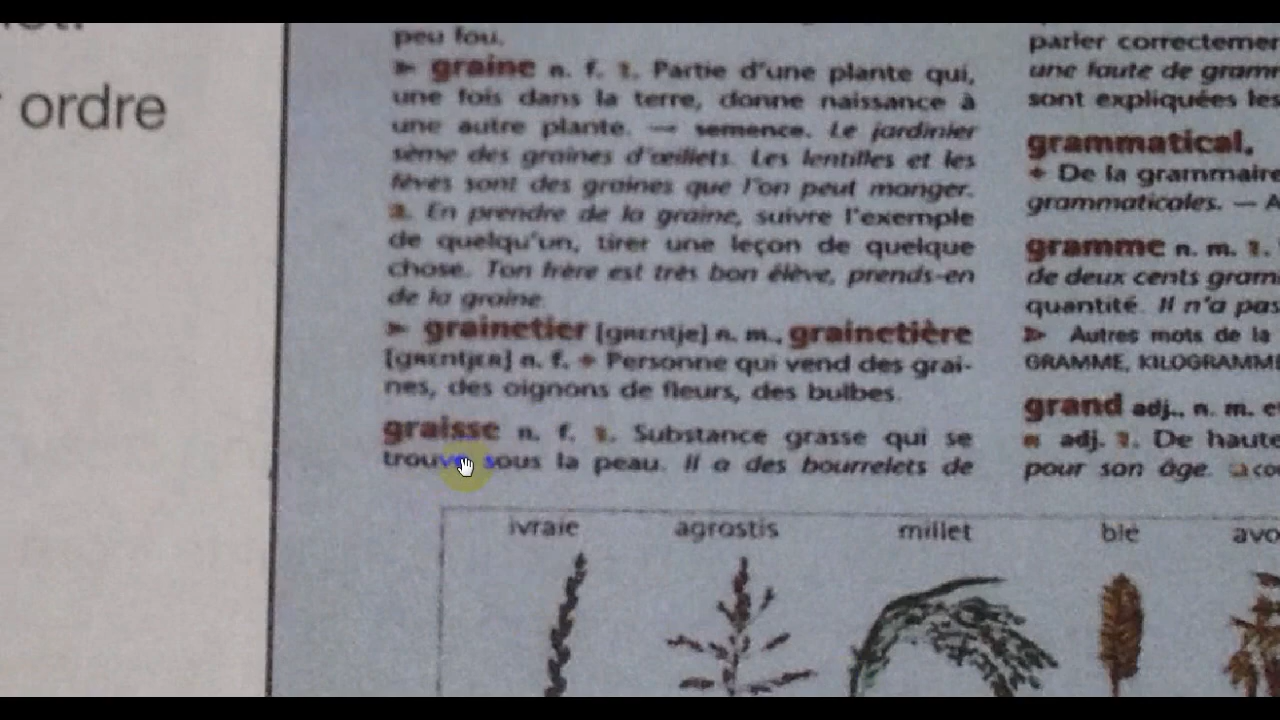 ordre
peu fou.
graine n. f. 1. Partie d'une plante qui,
une fois dans la terre, donne naissance à
une autre plante. → semence. Le jardinier
sème des graines d'œillets. Les lentilles et les
fèves sont des graines que l'on peut manger.
2. En prendre de la graine, suivre l'exemple
de quelqu'un, tirer une leçon de quelque
chose. Ton frère est très bon élève, prends-en
de la graine.
grainetier [gʀɛntje] n. m., grainetière
[gʀɛntjɛʀ] n. f. ✦ Personne qui vend des grai-
nes, des oignons de fleurs, des bulbes.
graisse n. f. 1. Substance grasse qui se
trouve sous la peau. Il a des bourrelets de
parler correctemen
une faute de gramm
sont expliquées les
grammatical,
✦ De la grammaire
grammaticales. — A
gramme n. m. 1.
de deux cents gram
quantité. Il n'a pas
Autres mots de la
GRAMME, KILOGRAMME
grand adj., n. m. e
adj. 1. De haute
pour son âge. co
ivraie agrostis millet blé avo